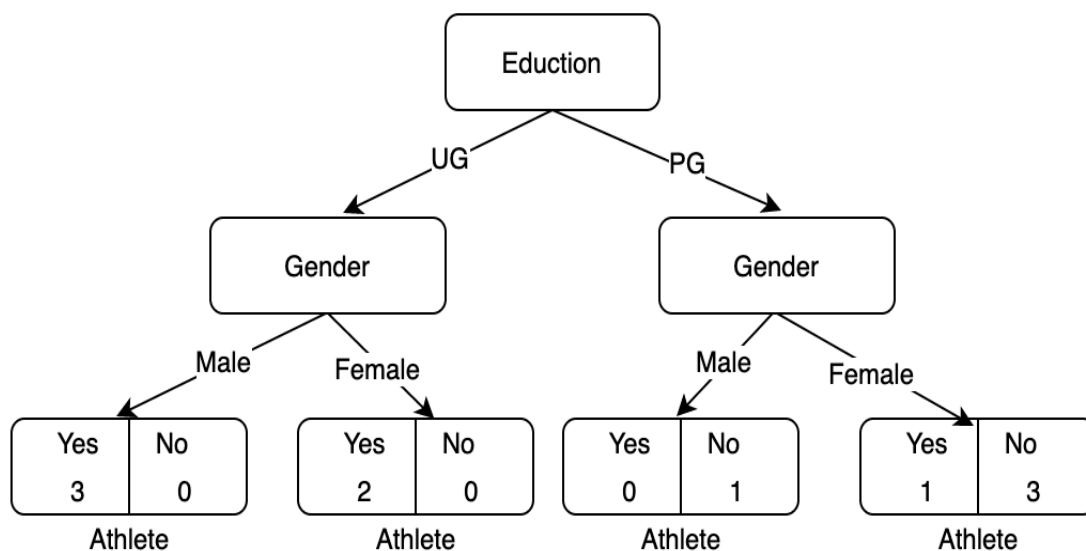 Eduction
UG
PG
Gender
Gender
Male
Female
Male
Female
Yes No
3 0
Yes No
2 0
Yes No
0 1
Yes No
1 3
Athlete
Athlete
Athlete
Athlete